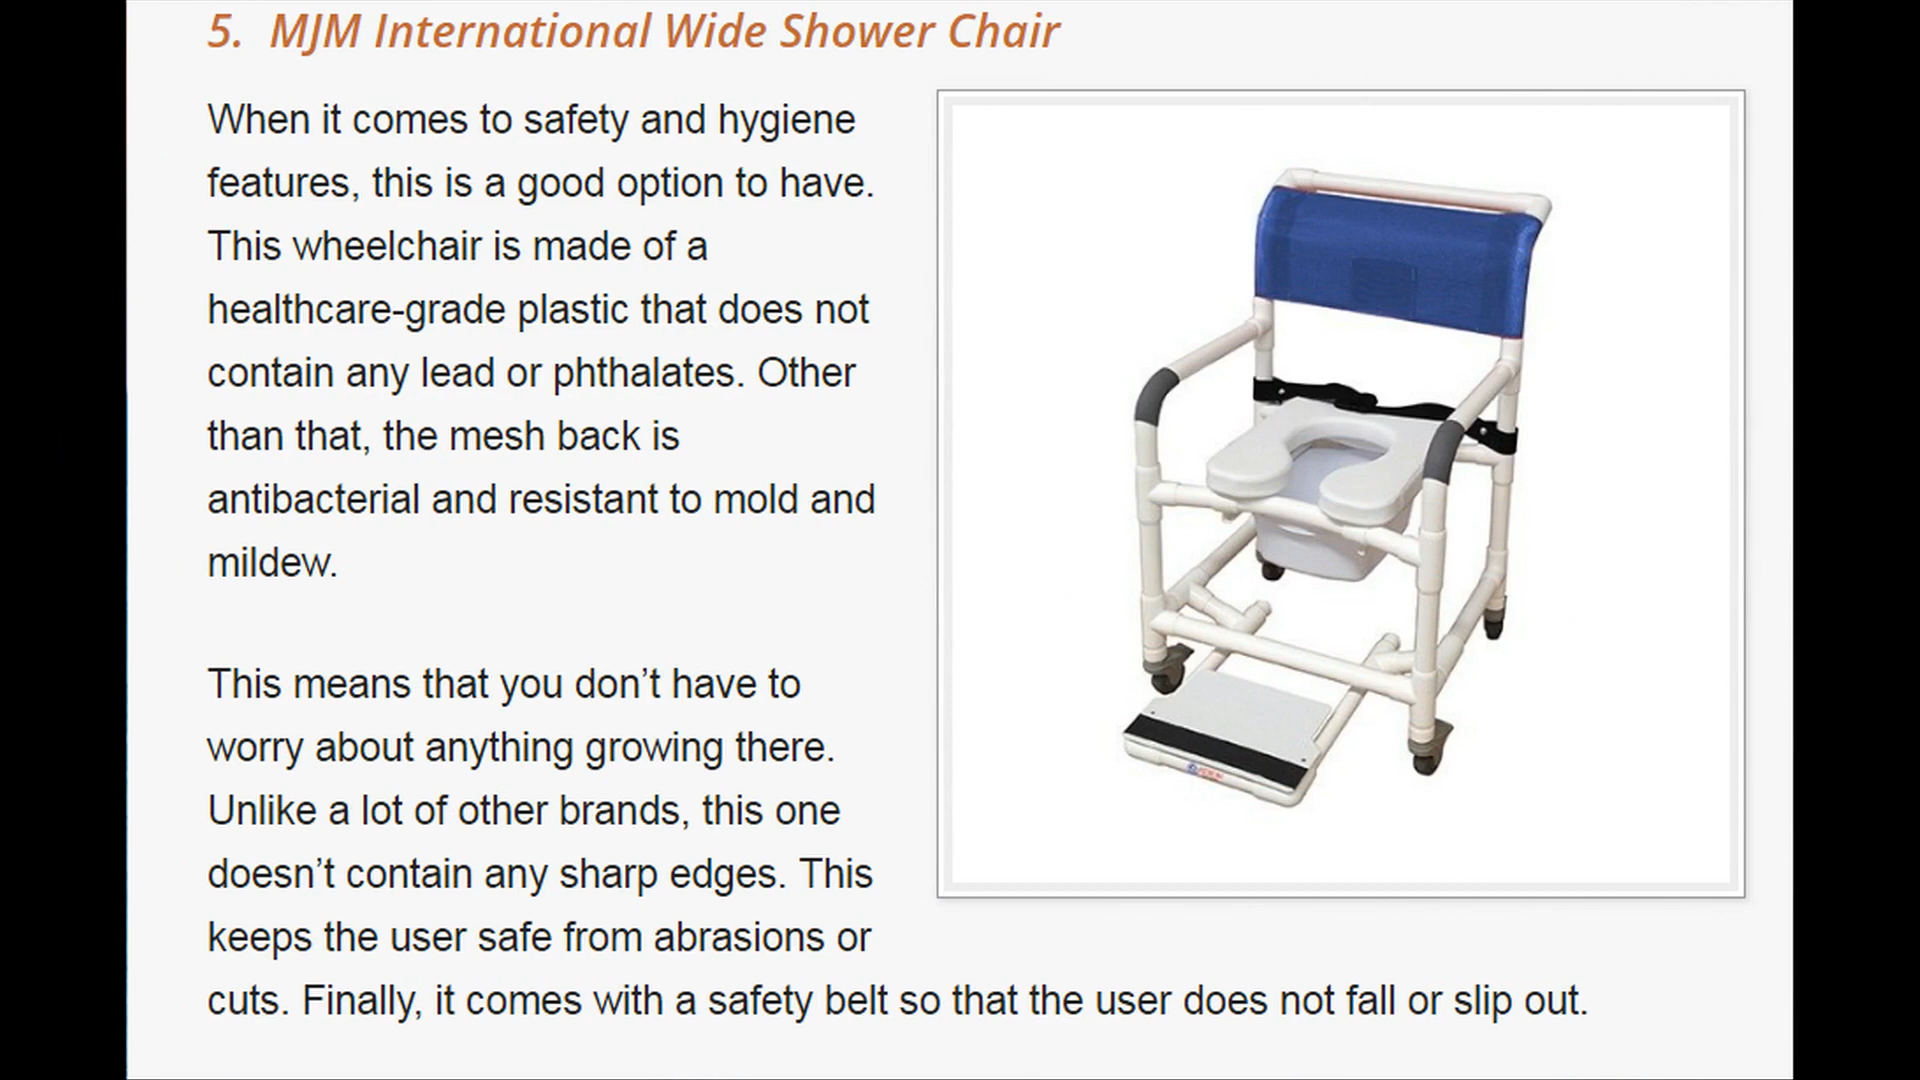 5. MJM International Wide Shower Chair
When it comes to safety and hygiene
features, this is a good option to have.
This wheelchair is made of a
healthcare-grade plastic that does not
contain any lead or phthalates. Other
than that, the mesh back is
antibacterial and resistant to mold and
mildew.
This means that you don’t have to
worry about anything growing there.
Unlike a lot of other brands, this one
doesn’t contain any sharp edges. This
keeps the user safe from abrasions or
cuts. Finally, it comes with a safety belt so that the user does not fall or slip out.